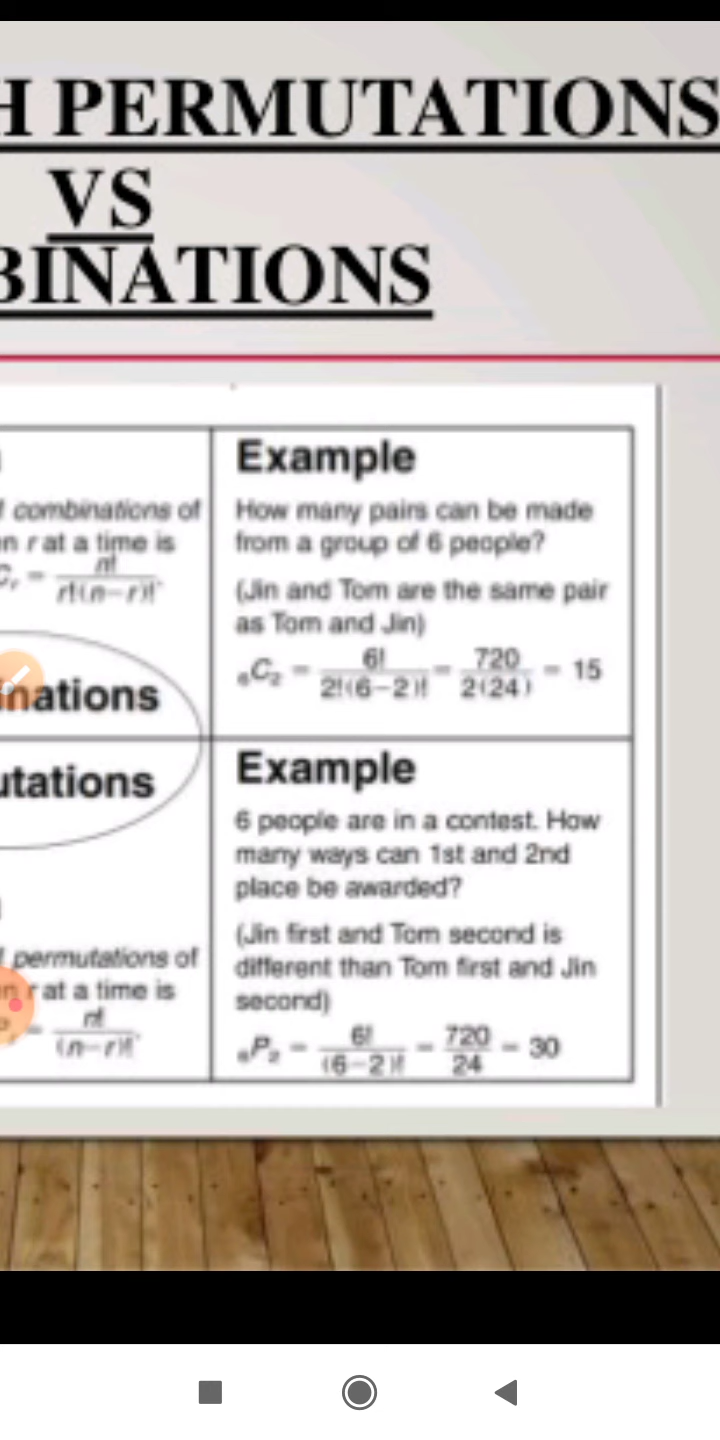 H PERMUTATIONS
VS
BINATIONS
combinations of
n r at a time is
n!
r!(n−r)!
inations
utations
permutations of
r at a time is
n!
(n−r)!
Example
How many pairs can be made
from a group of 6 people?
(Jin and Tom are the same pair
as Tom and Jin)
₆C₂ = 6!/2!(6−2)! = 720/2(24) = 15
Example
6 people are in a contest. How
many ways can 1st and 2nd
place be awarded?
(Jin first and Tom second is
different than Tom first and Jin
second)
₆P₂ = 6!/(6−2)! = 720/24 = 30